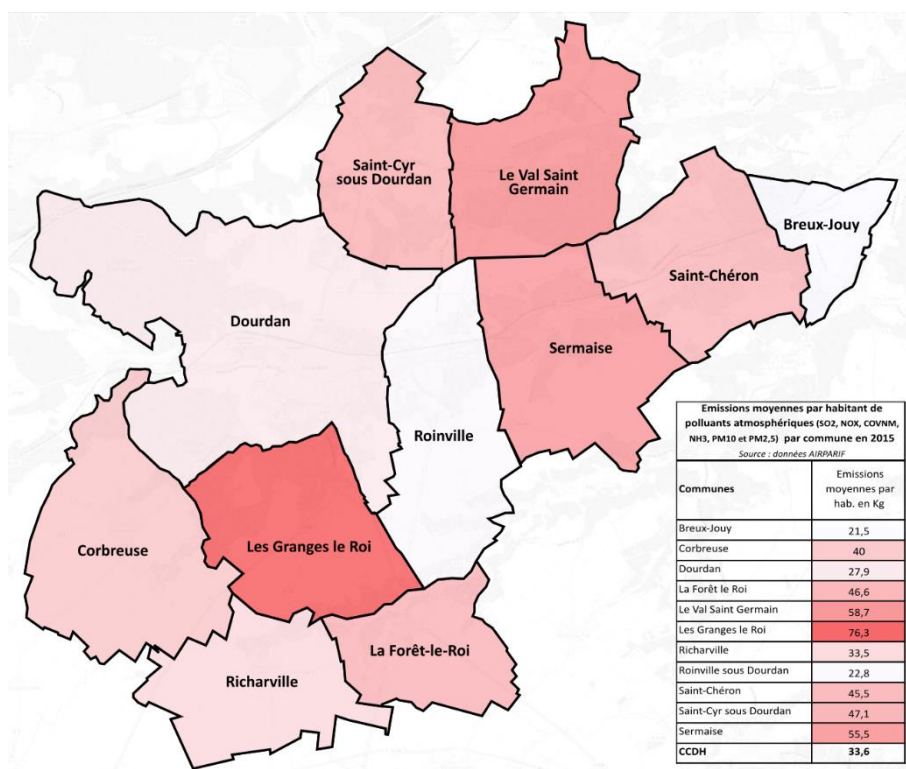 Saint-Cyr
sous Dourdan
Le Val Saint
Germain
Breux-Jouy
Saint-Chéron
Dourdan
Sermaise
Roinville
Corbreuse
Les Granges le Roi
La Forêt-le-Roi
Richarville
Emissions moyennes par habitant de
polluants atmosphériques (SO2, NOX, COVNM,
NH3, PM10 et PM2,5) par commune en 2015
Source : données AIRPARIF
Communes
Emissions
moyennes par
hab. en Kg
Breux-Jouy 21,5
Corbreuse 40
Dourdan 27,9
La Forêt le Roi 46,6
Le Val Saint Germain 58,7
Les Granges le Roi 76,3
Richarville 33,5
Roinville sous Dourdan 22,8
Saint-Chéron 45,5
Saint-Cyr sous Dourdan 47,1
Sermaise 55,5
CCDH 33,6